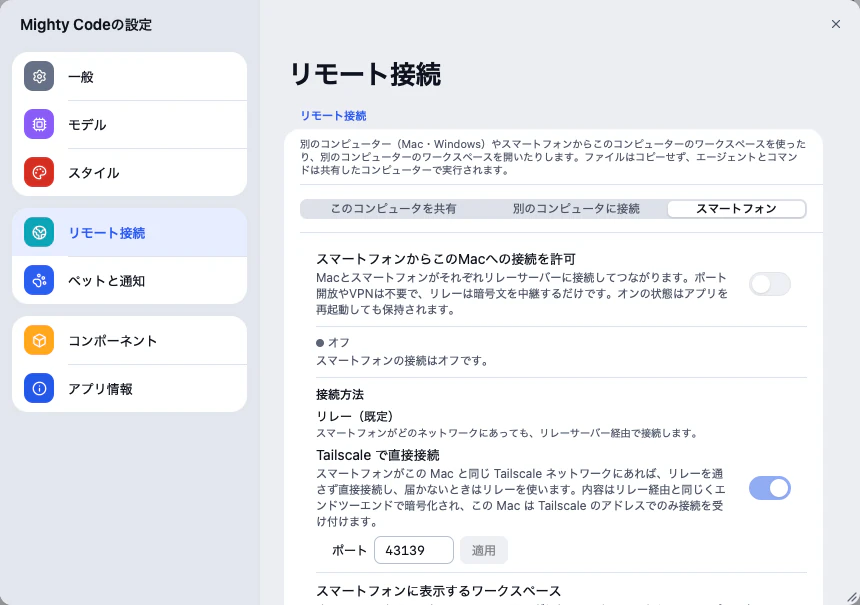 Mighty Codeの設定
一般
モデル
スタイル
リモート接続
ペットと通知
コンポーネント
アプリ情報
リモート接続
リモート接続
別のコンピューター（Mac・Windows）やスマートフォンからこのコンピューターのワークスペースを使った
り、別のコンピューターのワークスペースを開いたりします。ファイルはコピーせず、エージェントとコマン
ドは共有したコンピューターで実行されます。
このコンピュータを共有
別のコンピュータに接続
スマートフォン
スマートフォンからこのMacへの接続を許可
Macとスマートフォンがそれぞれリレーサーバーに接続してつながります。ポート
開放やVPNは不要で、リレーは暗号文を中継するだけです。オンの状態はアプリを
再起動しても保持されます。
オフ
スマートフォンの接続はオフです。
接続方法
リレー（既定）
スマートフォンがどのネットワークにあっても、リレーサーバー経由で接続します。
Tailscale で直接接続
スマートフォンがこの Mac と同じ Tailscale ネットワークにあれば、リレーを通
さず直接接続し、届かないときはリレーを使います。内容はリレー経由と同じくエ
ンドツーエンドで暗号化され、この Mac は Tailscale のアドレスでのみ接続を受
け付けます。
ポート
43139
適用
スマートフォンに表示するワークスペース